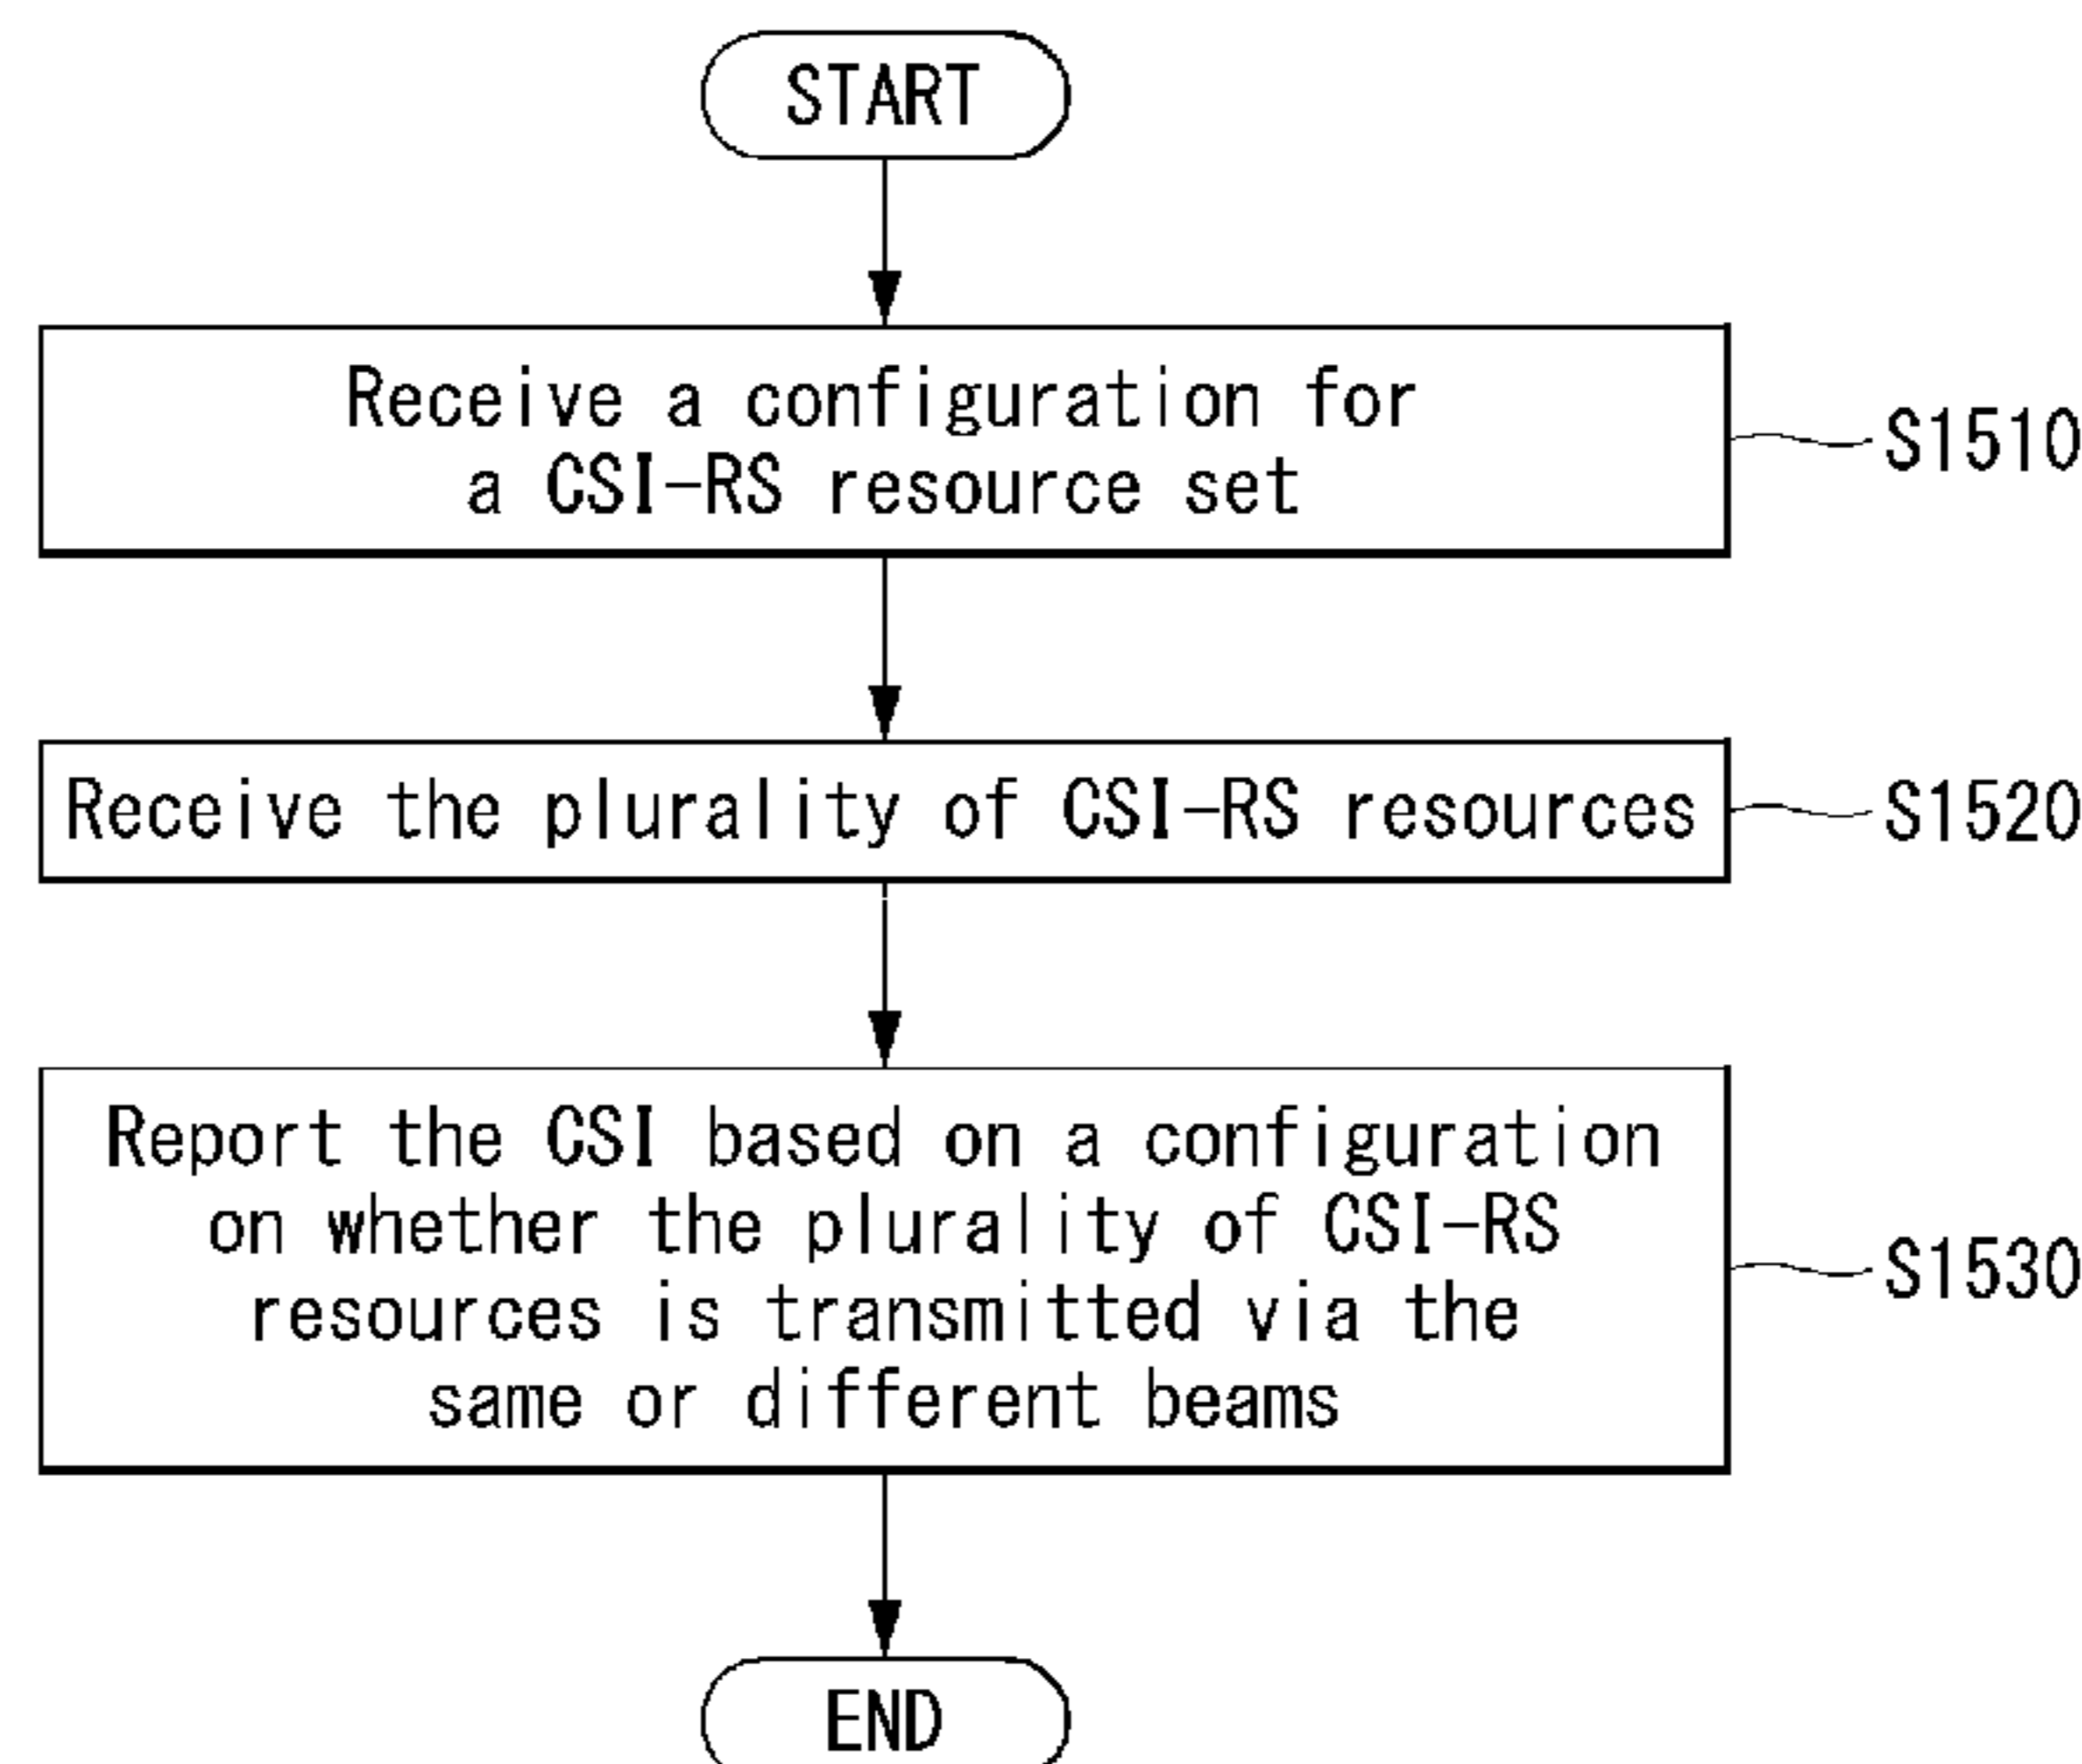 START
Receive a configuration for
a CSI-RS resource set
S1510
Receive the plurality of CSI-RS resources
S1520
Report the CSI based on a configuration
on whether the plurality of CSI-RS
resources is transmitted via the
same or different beams
S1530
END